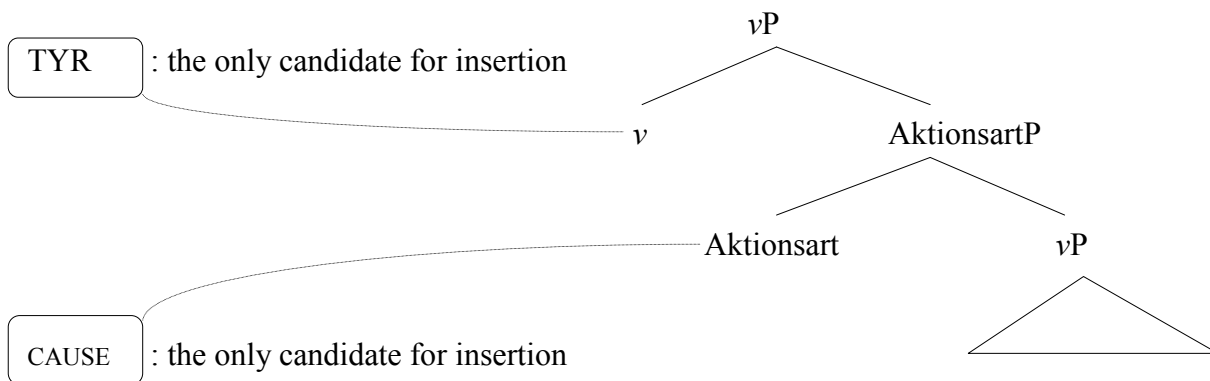 vP
TYR : the only candidate for insertion
v AktionsartP
Aktionsart vP
CAUSE : the only candidate for insertion